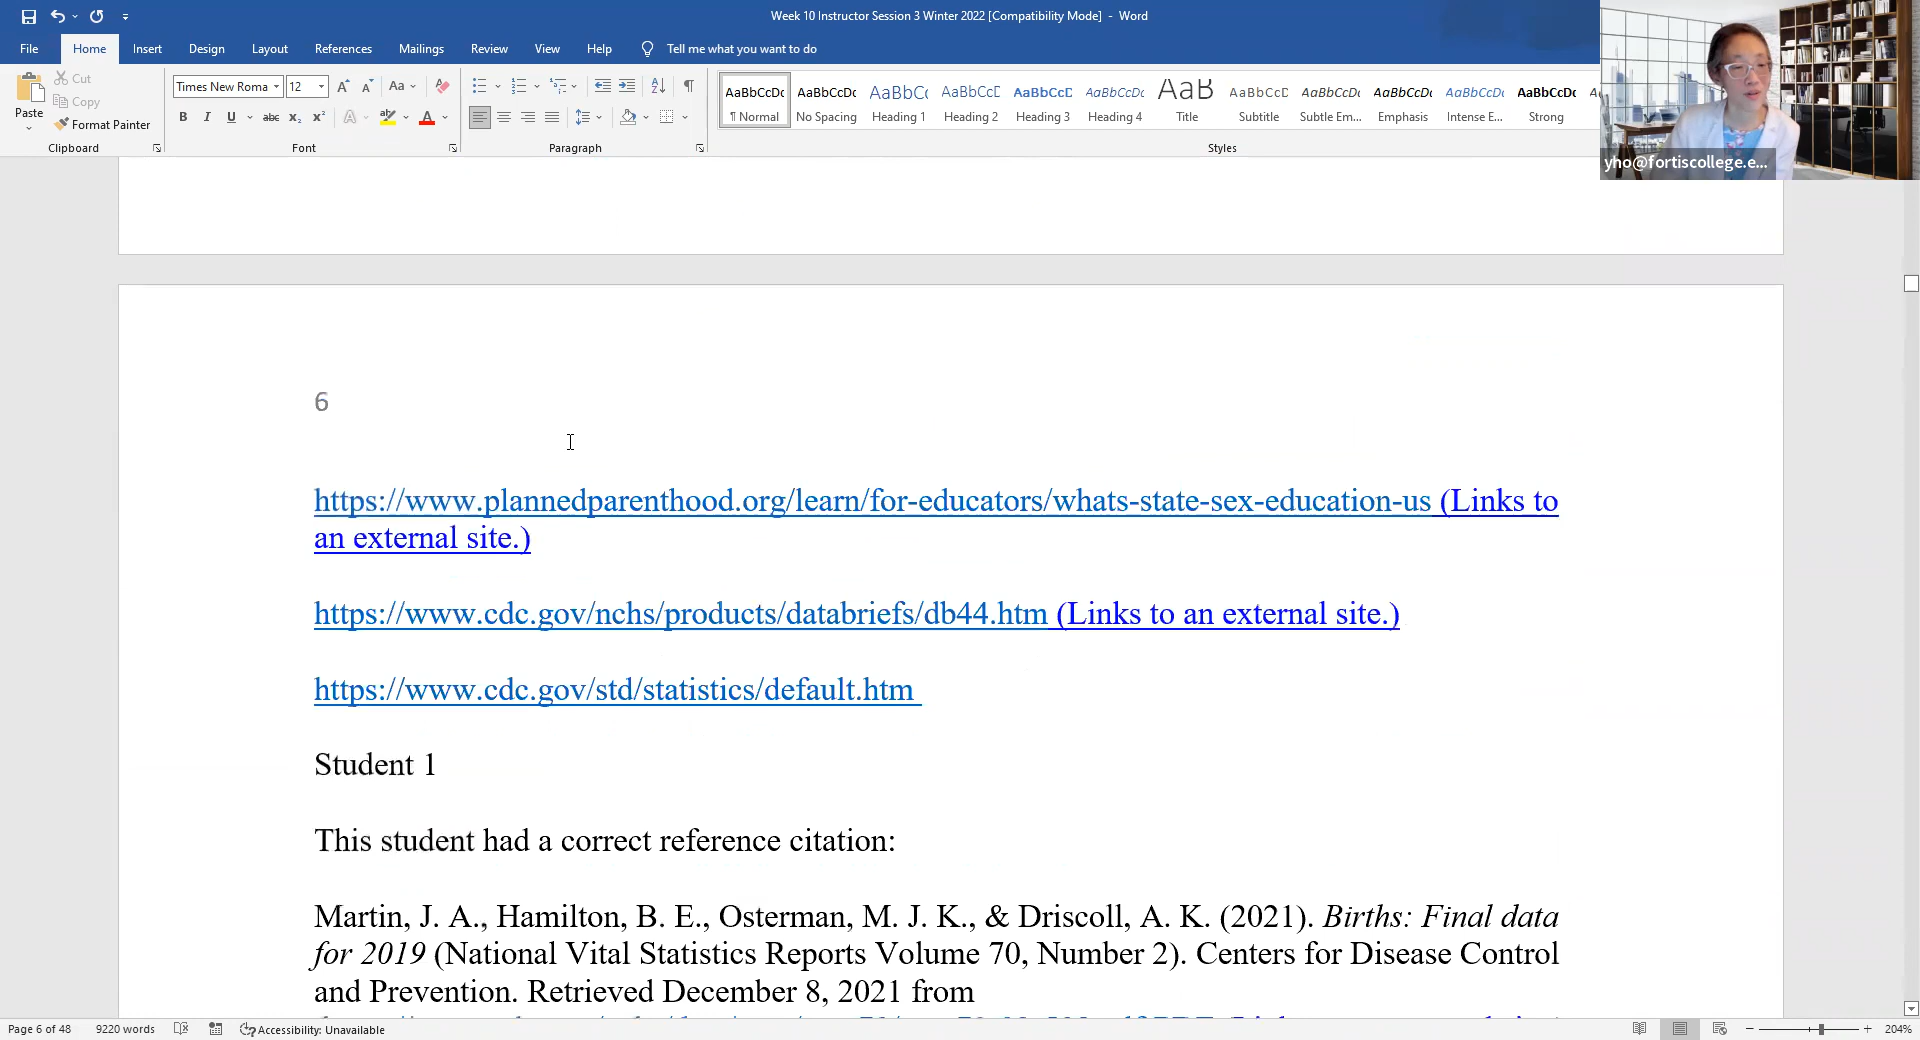 Week 10 Instructor Session 3 Winter 2022 [Compatibility Mode] - Word
File Home Insert Design Layout References Mailings Review View Help Tell me what you want to do
Cut
Copy
Paste
Format Painter
Clipboard
Times New Roma 12
Font
Paragraph
AaBbCcDc AaBbCcDc AaBbC( AaBbCcE AaBbCcD AaBbCcDc AaB AaBbCcD AaBbCcDc AaBbCcDc AaBbCcDc AaBbCcDc
¶ Normal No Spacing Heading 1 Heading 2 Heading 3 Heading 4 Title Subtitle Subtle Em... Emphasis Intense E... Strong
Styles
yho@fortiscollege.e...
6
https://www.plannedparenthood.org/learn/for-educators/whats-state-sex-education-us (Links to
an external site.)
https://www.cdc.gov/nchs/products/databriefs/db44.htm (Links to an external site.)
https://www.cdc.gov/std/statistics/default.htm
Student 1
This student had a correct reference citation:
Martin, J. A., Hamilton, B. E., Osterman, M. J. K., & Driscoll, A. K. (2021). Births: Final data
for 2019 (National Vital Statistics Reports Volume 70, Number 2). Centers for Disease Control
and Prevention. Retrieved December 8, 2021 from
Page 6 of 48 9220 words Accessibility: Unavailable 204%